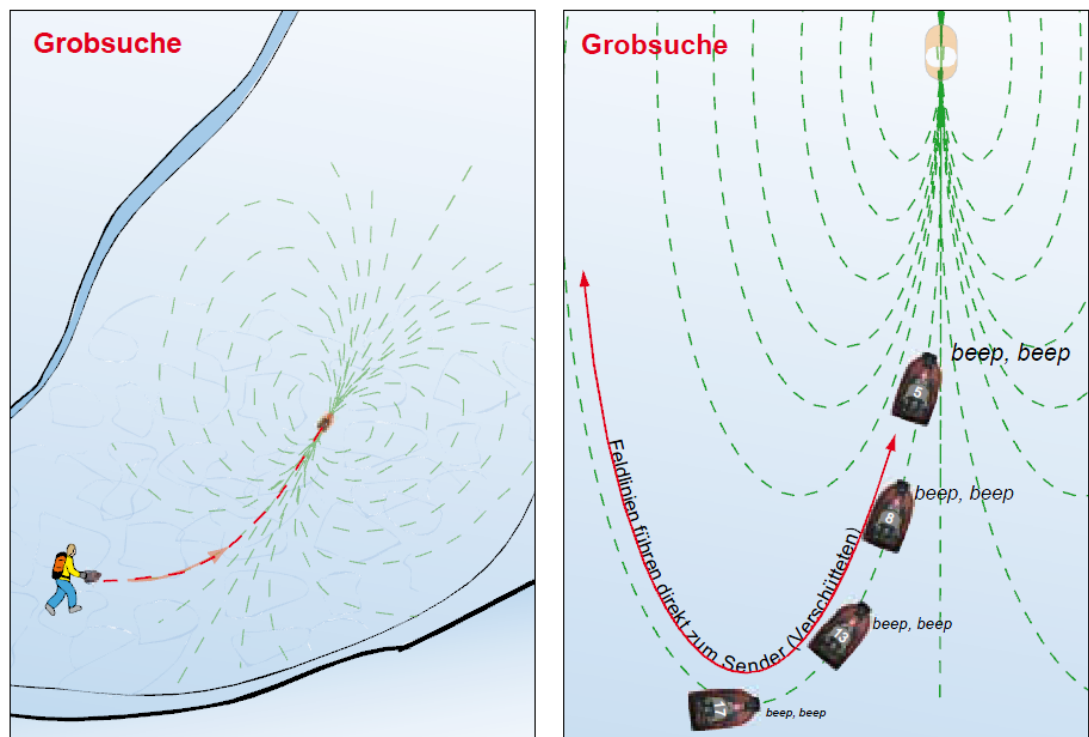 Grobsuche
Grobsuche
beep, beep
5
beep, beep
8
Feldlinien führen direkt zum Sender (Verschütteten)
beep, beep
13
17
beep, beep